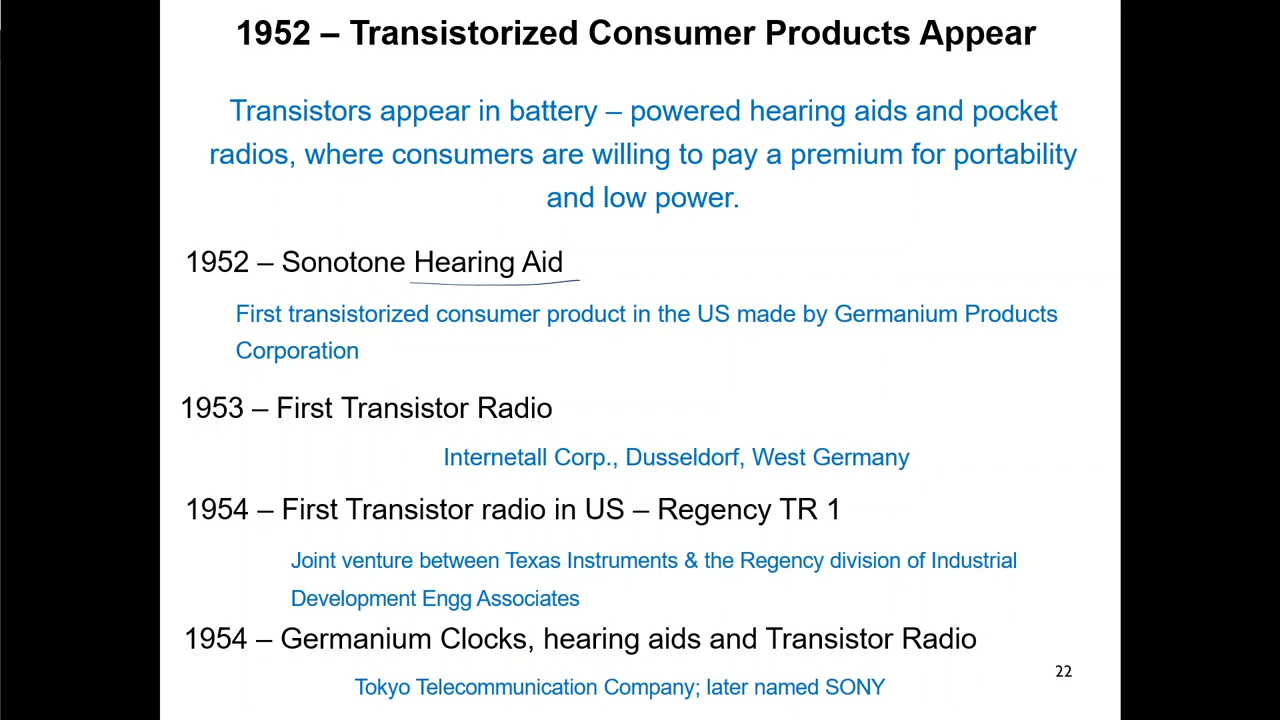 1952 – Transistorized Consumer Products Appear
Transistors appear in battery – powered hearing aids and pocket
radios, where consumers are willing to pay a premium for portability
and low power.
1952 – Sonotone Hearing Aid
First transistorized consumer product in the US made by Germanium Products
Corporation
1953 – First Transistor Radio
Internetall Corp., Dusseldorf, West Germany
1954 – First Transistor radio in US – Regency TR 1
Joint venture between Texas Instruments & the Regency division of Industrial
Development Engg Associates
1954 – Germanium Clocks, hearing aids and Transistor Radio
22
Tokyo Telecommunication Company; later named SONY